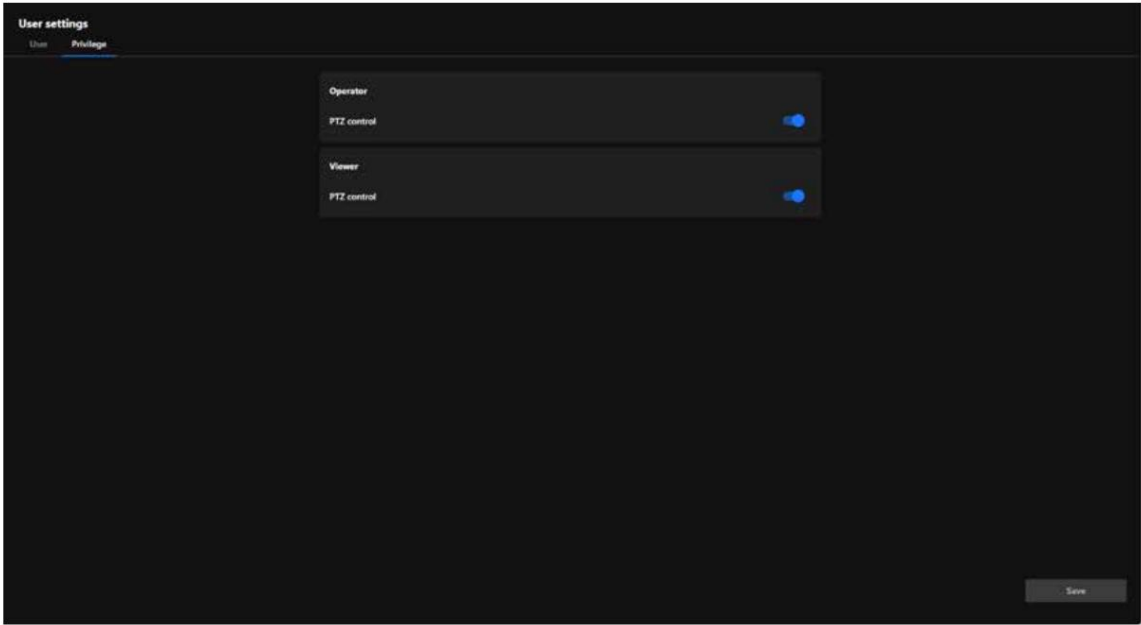 User settings
User Privilege
Operator
PTZ control
Viewer
PTZ control
Save